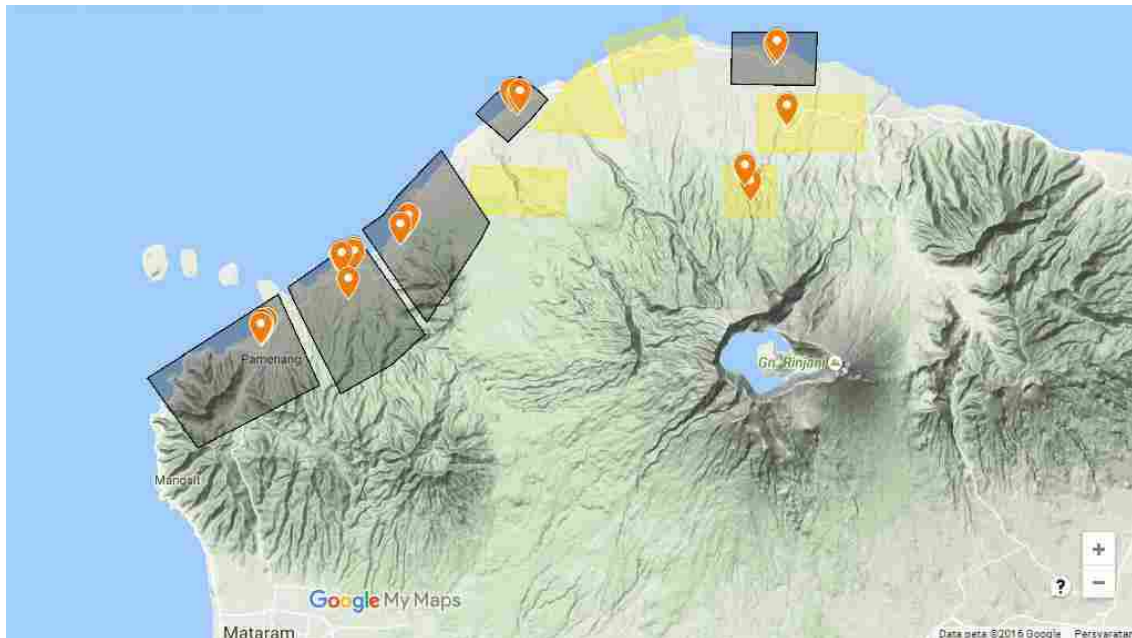 Gn. Rinjani
Pamenang
Mangsit
Google My Maps
Mataram
+
?
−
Data peta ©2016 Google Persyaratan